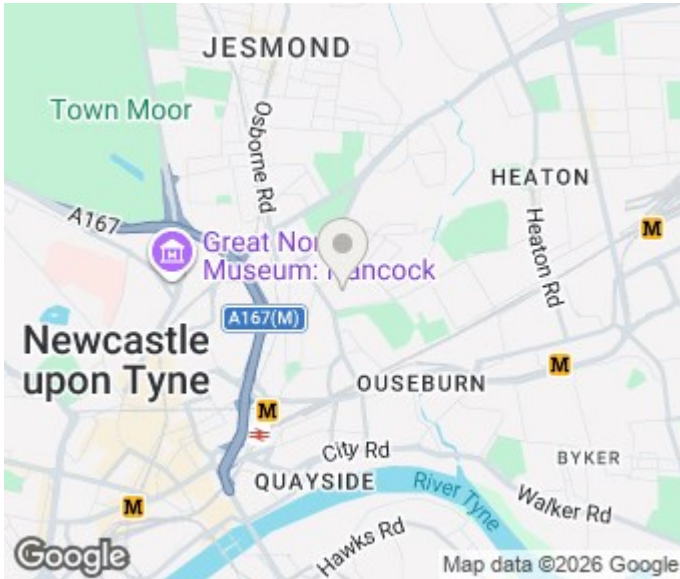 JESMOND
Town Moor
Osborne Rd
HEATON
A167
Great Nor
Museum: Hancock
Heaton Rd
M
A167(M)
Newcastle
upon Tyne
M
OUSEBURN
M
City Rd
BYKER
QUAYSIDE
River Tyne
Walker Rd
M
Hawks Rd
Google
Map data ©2026 Google